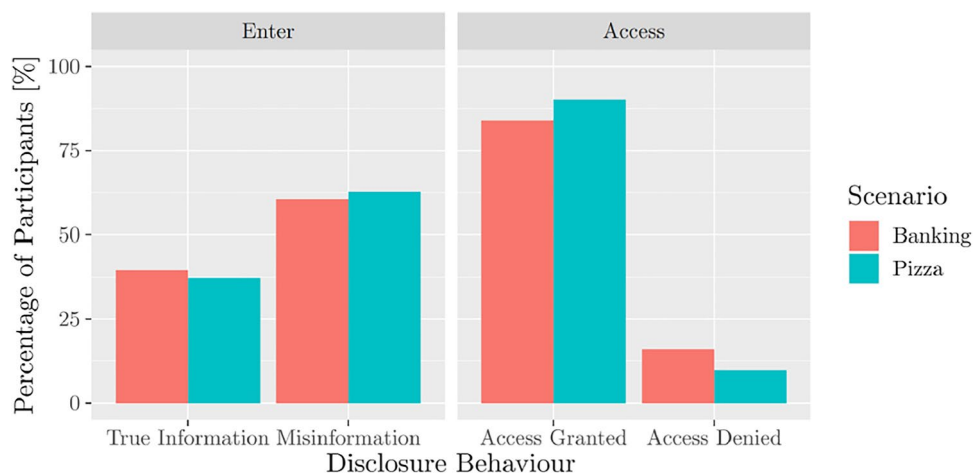 Enter
Access
Percentage of Participants [%]
100
75
50
25
0
True Information Misinformation
Access Granted Access Denied
Disclosure Behaviour
Scenario
Banking
Pizza